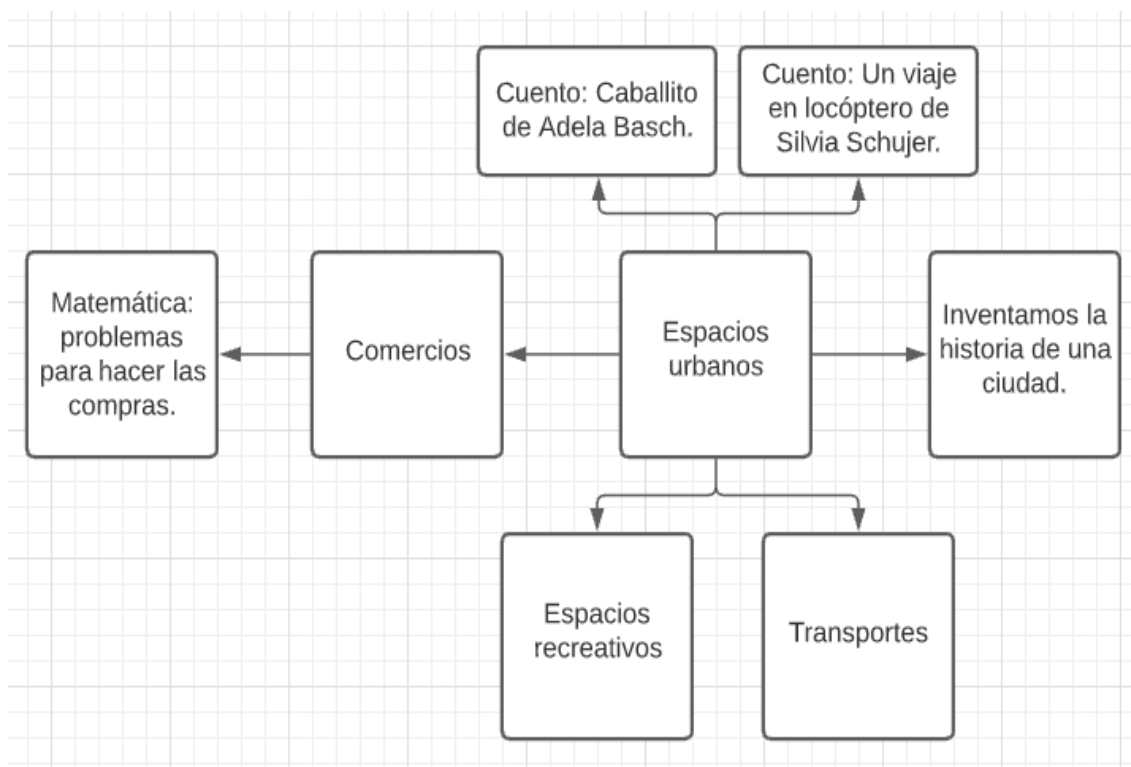 Cuento: Caballito
de Adela Basch.
Cuento: Un viaje
en locóptero de
Silvia Schujer.
Matemática:
problemas
para hacer las
compras.
Comercios
Espacios
urbanos
Inventamos la
historia de una
ciudad.
Espacios
recreativos
Transportes